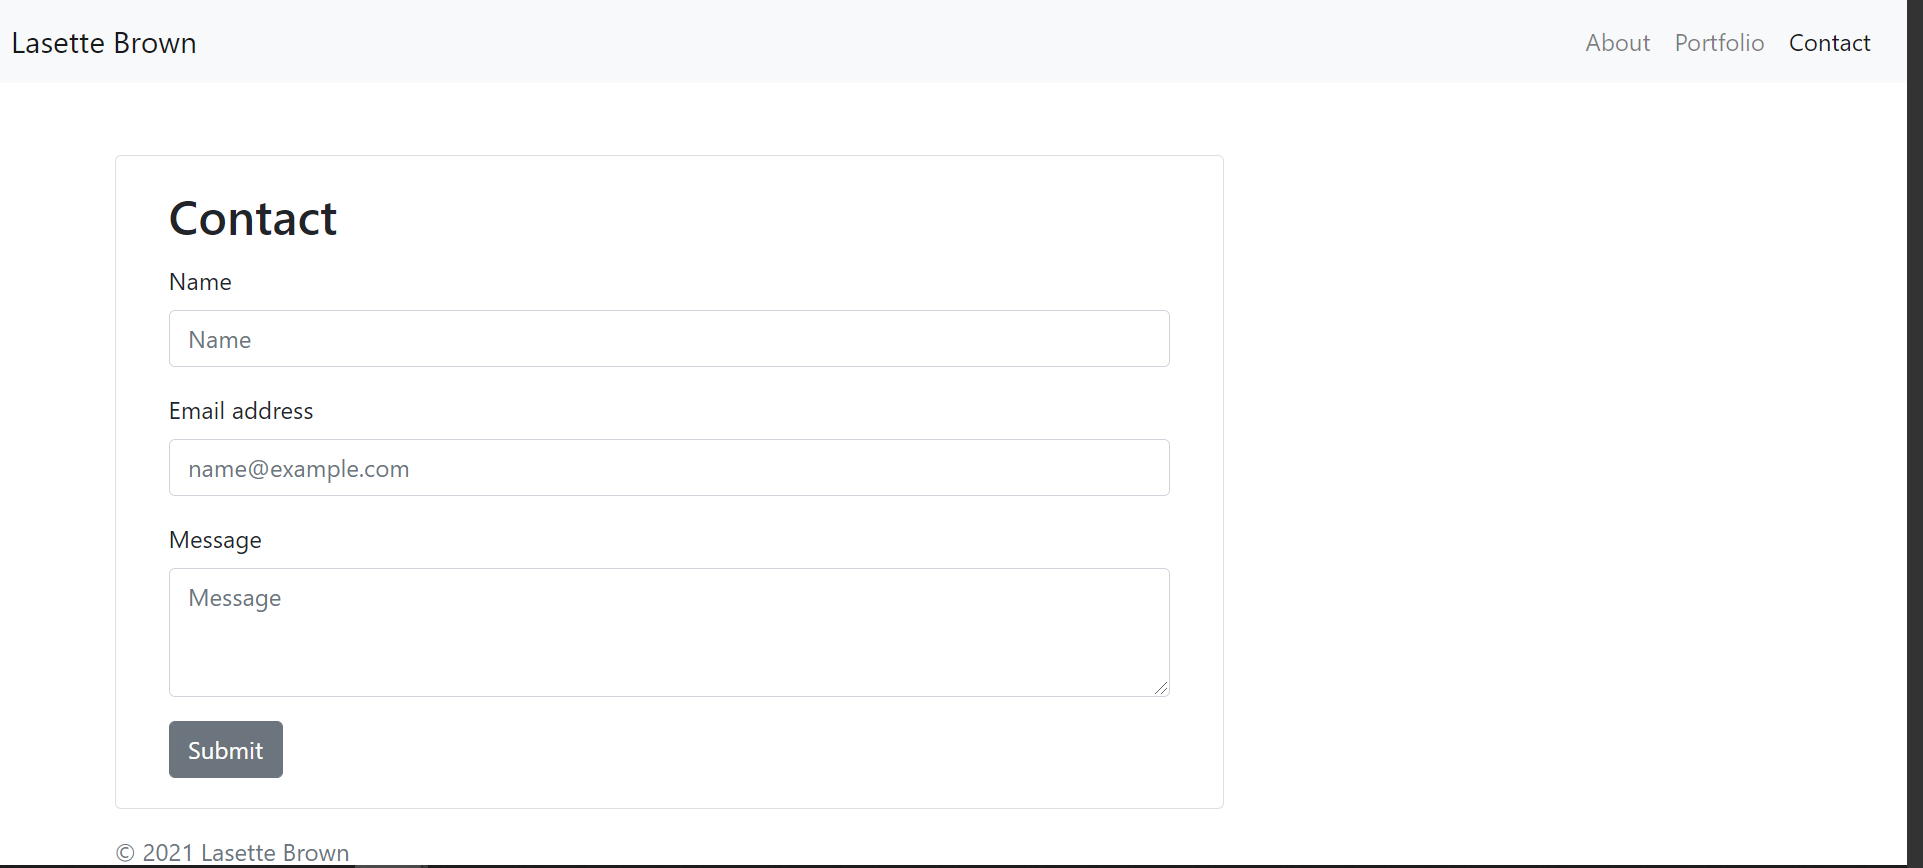 Lasette Brown
About Portfolio Contact
Contact
Name
Name
Email address
name@example.com
Message
Message
Submit
© 2021 Lasette Brown